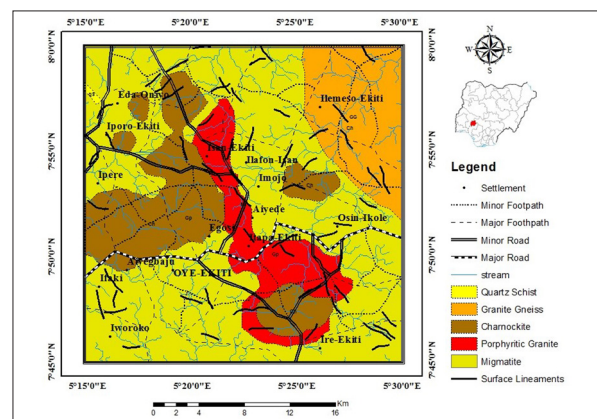 5°15'0"E 5°20'0"E 5°25'0"E 5°30'0"E
8°0'0"N 8°0'0"N
7°55'0"N 7°55'0"N
7°50'0"N 7°50'0"N
7°45'0"N 7°45'0"N
Eda-Oniyo
Ilemeso-Ekiti
Iporo-Ekiti
Isan-Ekiti
Ilafon-Isan
Ipere
Imojo
Aiyede
Osin-Ikole
Egosi
Ilupeju-Ekiti
Aweghaju
OYE-EKITI
Itaki
Iworoko
Ire-Ekiti
5°15'0"E 5°20'0"E 5°25'0"E 5°30'0"E
0 2 4 8 12 16
Km
N
W E
S
Legend
Settlement
Minor Footpath
Major Foothpath
Minor Road
Major Road
stream
Quartz Schist
Granite Gneiss
Charnockite
Porphyritic Granite
Migmatite
Surface Lineaments